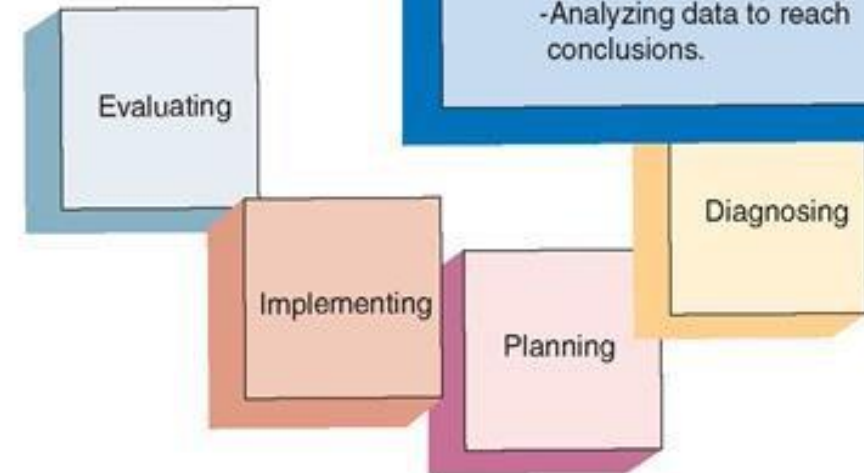 -Analyzing data to reach
conclusions.
Evaluating
Diagnosing
Implementing
Planning